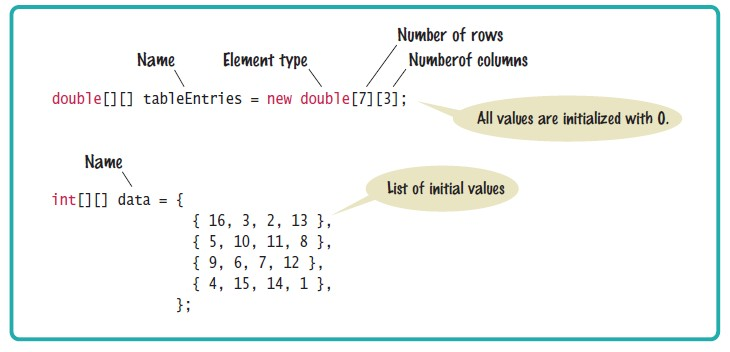 Number of rows
Name Element type Numberof columns
double[][] tableEntries = new double[7][3];
All values are initialized with 0.
Name
int[][] data = {
List of initial values
{ 16, 3, 2, 13 },
{ 5, 10, 11, 8 },
{ 9, 6, 7, 12 },
{ 4, 15, 14, 1 },
};